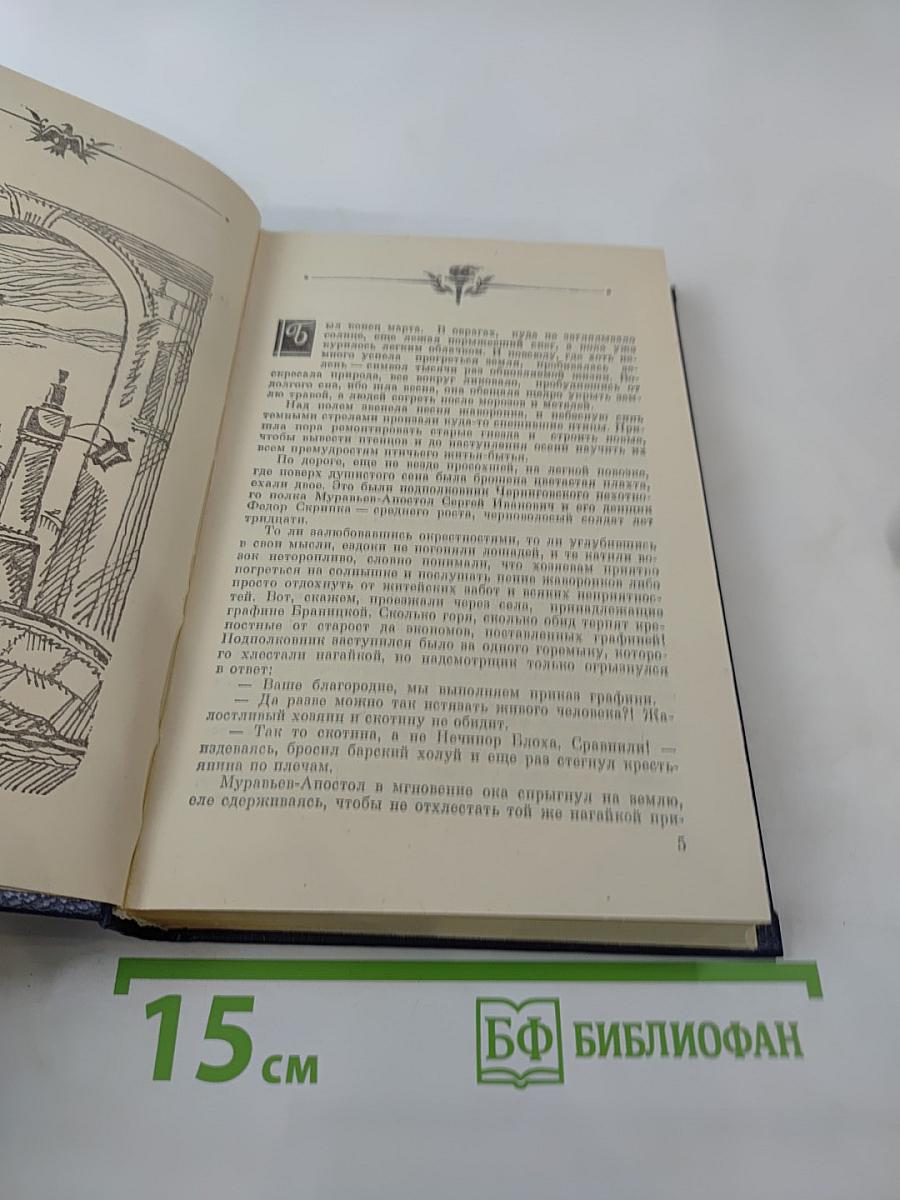 Был конец марта. В оврагах, куда не заглядывало
солнце, еще лежал порыжевший снег, а поле уже
курилось легким облачком. И повсюду, где хоть не-
много успела прогреться земля, пробивалась зе-
лень — символ тысячи раз обновленной жизни. Во-
скресала природа, все вокруг ликовало, пробудившись от
долгого сна, ибо шла весна, она обещала щедро укрыть зем-
лю травой, а людей согреть после морозов и метелей.
Над полем звенела песня жаворонка, и небесную синь
темными стрелами пронзали куда-то спешившие птицы. При-
шла пора ремонтировать старые гнезда и строить новые,
чтобы вывести птенцов и до наступления осени научить их
всем премудростям птичьего житья-бытья.
По дороге, еще не везде просохшей, на легкой повозке,
где поверх душистого сена была брошена цветастая плахта,
ехали двое. Это были подполковник Черниговского пехотно-
го полка Муравьев-Апостол Сергей Иванович и его денщик
Федор Скрипка — среднего роста, черноволосый солдат лет
тридцати.
То ли залюбовавшись окрестностями, то ли углубившись
в свои мысли, ездоки не погоняли лошадей, и те катили во-
зок неторопливо, словно понимали, что хозяевам приятно
погреться на солнышке и послушать пение жаворонков либо
просто отдохнуть от житейских забот и всяких неприятнос-
тей. Вот, скажем, проезжали через села, принадлежащие
графине Браницкой. Сколько горя, сколько обид терпят кре-
постные от старост да экономов, поставленных графиней!
Подполковник заступился было за одного горемыку, которо-
го хлестали нагайкой, но надсмотрщик только огрызнулся
в ответ:
— Ваше благородие, мы выполняем приказ графини.
— Да разве можно так истязать живого человека?! Жа-
лостливый хозяин и скотину не обидит.
— Так то скотина, а не Нечипор Блоха. Сравнили! —
издеваясь, бросил барский холуй и еще раз стегнул кресть-
янина по плечам.
Муравьев-Апостол в мгновение ока спрыгнул на землю,
еле сдерживаясь, чтобы не отхлестать той же нагайкой при-
5
15 см
БФ БИБЛИОФАН